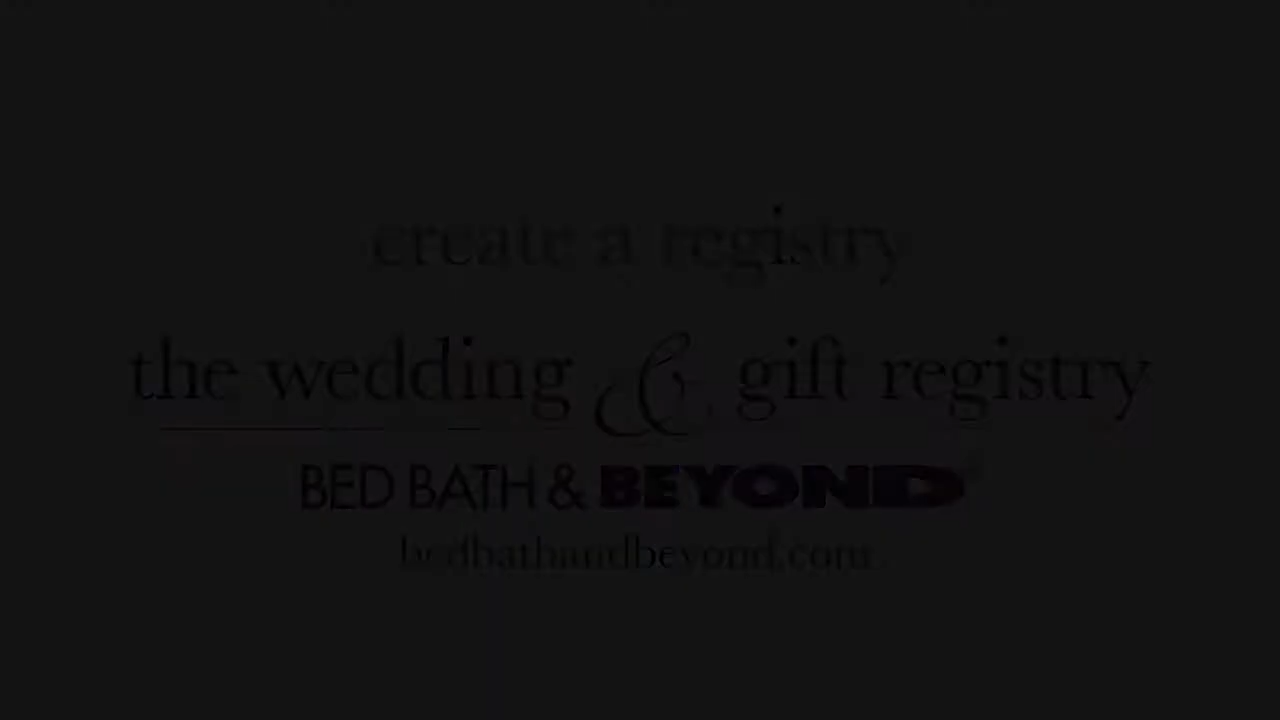 create a registry
the wedding & gift registry
BED BATH & BEYOND
bedbathandbeyond.com